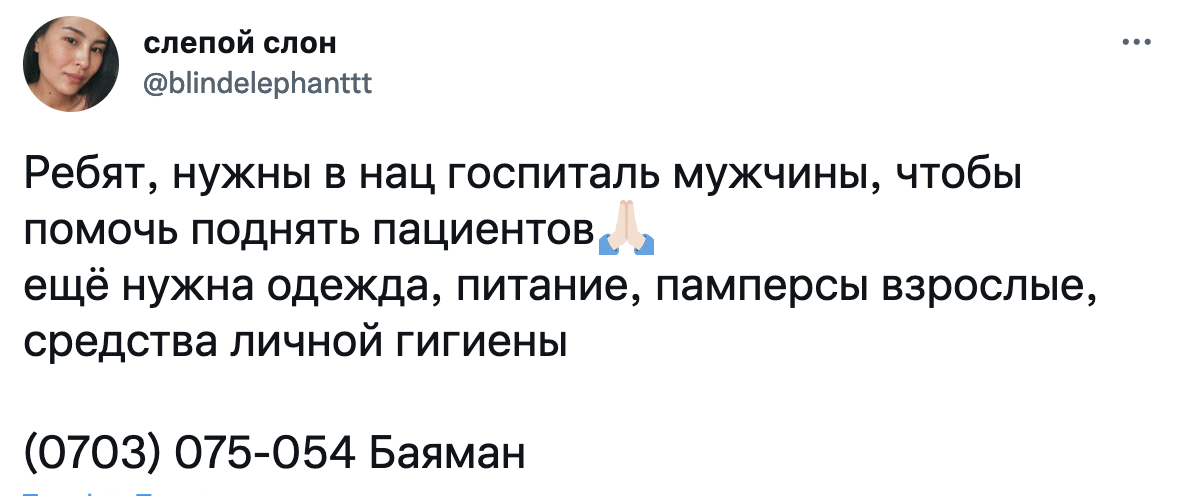 слепой слон
@blindelephanttt
Ребят, нужны в нац госпиталь мужчины, чтобы
помочь поднять пациентов🙏🏻
ещё нужна одежда, питание, памперсы взрослые,
средства личной гигиены
(0703) 075-054 Баяман